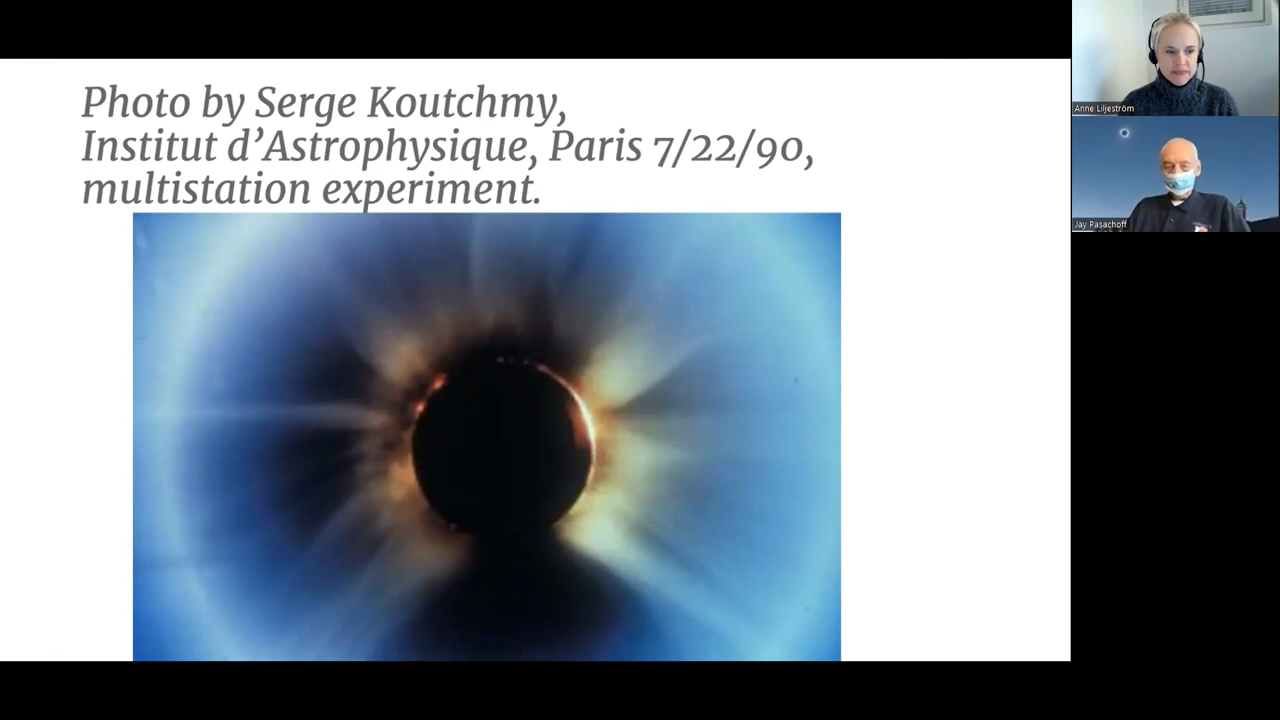 Photo by Serge Koutchmy,
Institut d’Astrophysique, Paris 7/22/90,
multistation experiment.
Anne Liljeström
Jay Pasachoff